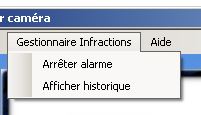 r caméra
Gestionnaire Infractions Aide
Arrêter alarme
Afficher historique